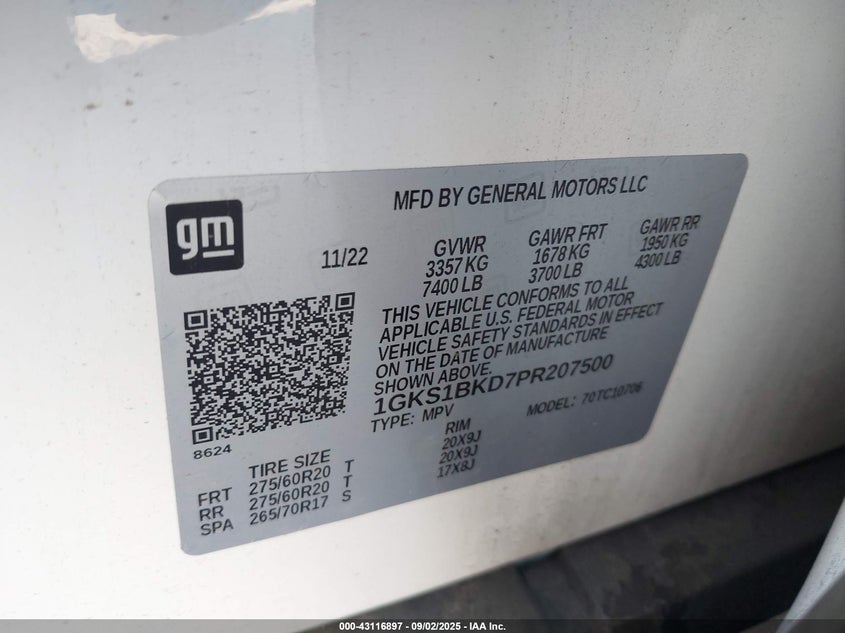 gm
MFD BY GENERAL MOTORS LLC
11/22
GVWR
3357 KG
7400 LB
GAWR FRT
1678 KG
3700 LB
GAWR RR
1950 KG
4300 LB
THIS VEHICLE CONFORMS TO ALL
APPLICABLE U.S. FEDERAL MOTOR
VEHICLE SAFETY STANDARDS IN EFFECT
ON THE DATE OF MANUFACTURE
SHOWN ABOVE.
1GKS1BKD7PR207500
TYPE: MPV MODEL: 70TC10706
8624
TIRE SIZE RIM
FRT 275/60R20 T 20X9J
RR 275/60R20 T 20X9J
SPA 265/70R17 S 17X8J
000-43116897 - 09/02/2025 - IAA Inc.